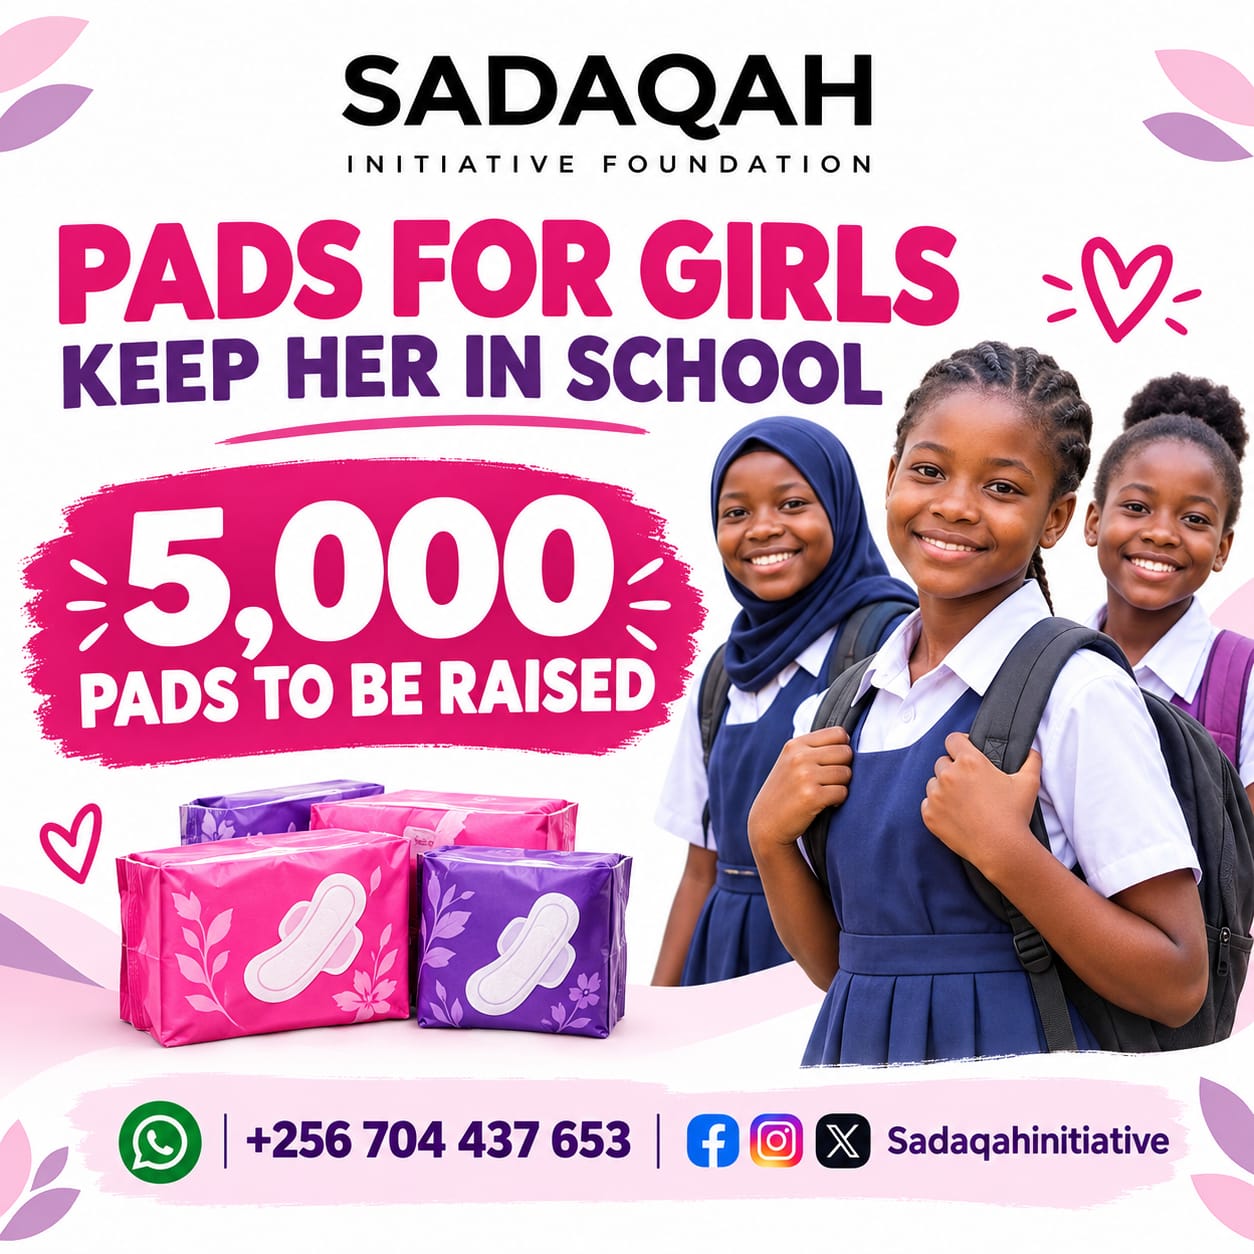 SADAQAH
INITIATIVE FOUNDATION
PADS FOR GIRLS
KEEP HER IN SCHOOL
5,000
PADS TO BE RAISED
+256 704 437 653
Sadaqahinitiative